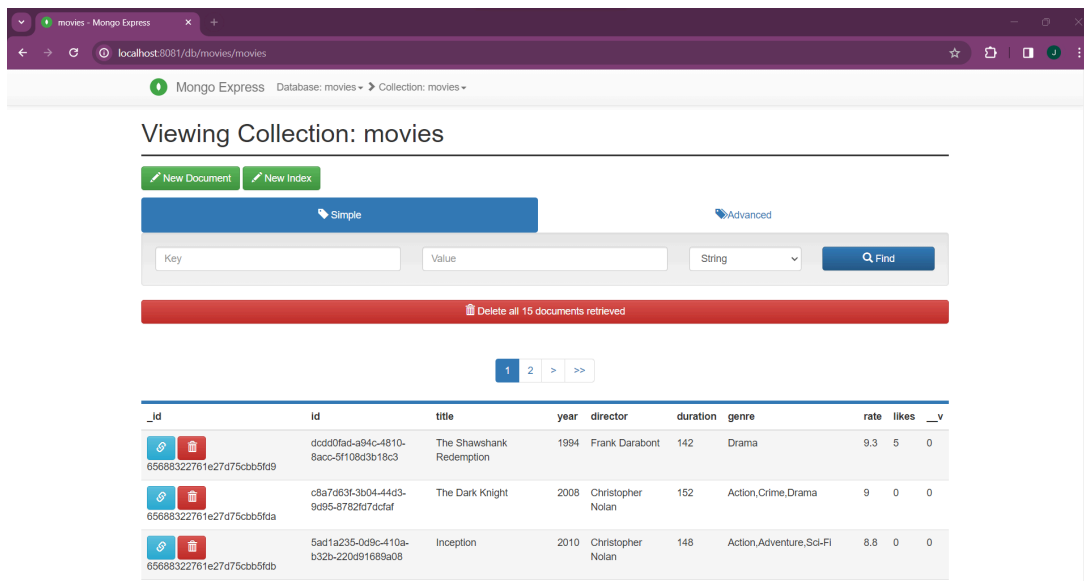 movies - Mongo Express
localhost:8081/db/movies/movies
J
Mongo Express Database: movies Collection: movies
Viewing Collection: movies
New Document New Index
Simple Advanced
Key Value String Find
Delete all 15 documents retrieved
1 2 > >>
_id id title year director duration genre rate likes __v
dcdd0fad-a94c-4810- The Shawshank 1994 Frank Darabont 142 Drama 9.3 5 0
8acc-5f108d3b18c3 Redemption
65688322761e27d75cbb5fd9
c8a7d63f-3b04-44d3- The Dark Knight 2008 Christopher 152 Action,Crime,Drama 9 0 0
9d95-8782fd7dcfaf Nolan
65688322761e27d75cbb5fda
5ad1a235-0d9c-410a- Inception 2010 Christopher 148 Action,Adventure,Sci-Fi 8.8 0 0
b32b-220d91689a08 Nolan
65688322761e27d75cbb5fdb